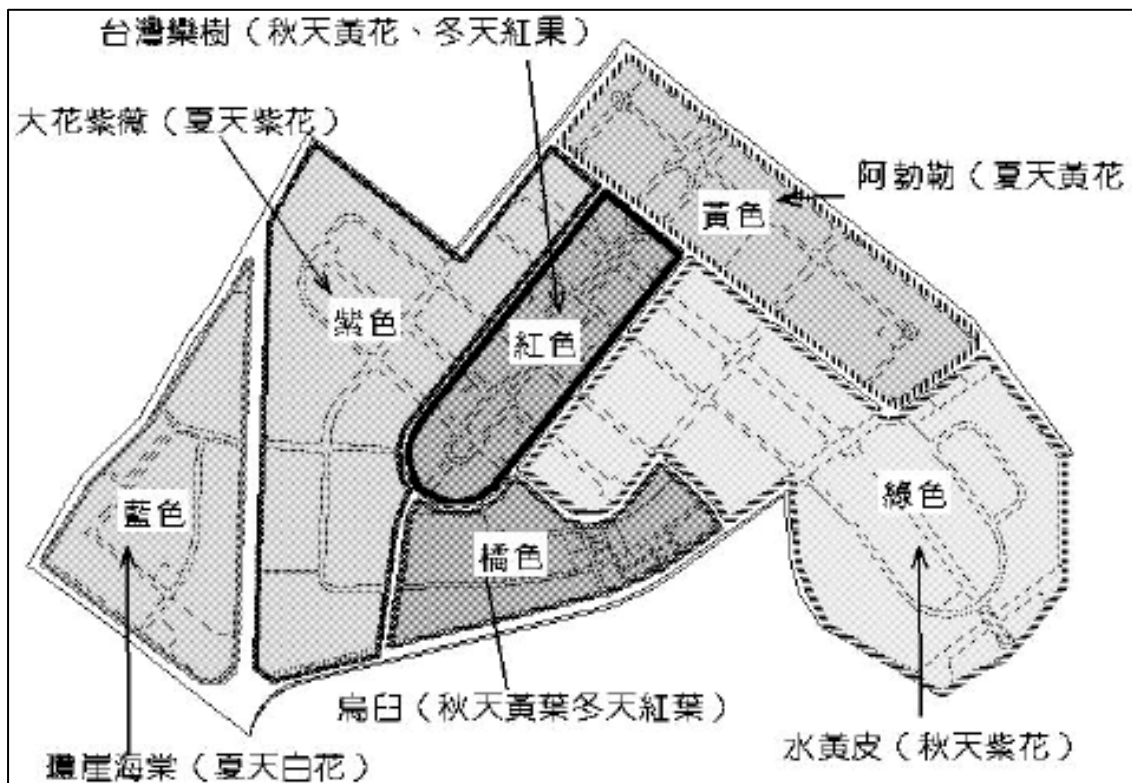 台灣欒樹（秋天黃花、冬天紅果）
大花紫薇（夏天紫花）
阿勃勒（夏天黃花
黃色
紫色
紅色
藍色
橘色
綠色
烏臼（秋天黃葉冬天紅葉）
水黃皮（秋天紫花）
瓊崖海棠（夏天白花）